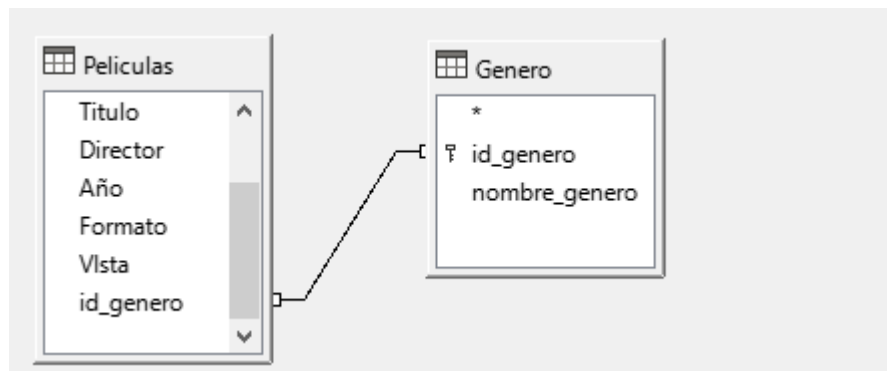 Peliculas
Titulo
Director
Año
Formato
VIsta
id_genero
Genero
*
id_genero
nombre_genero